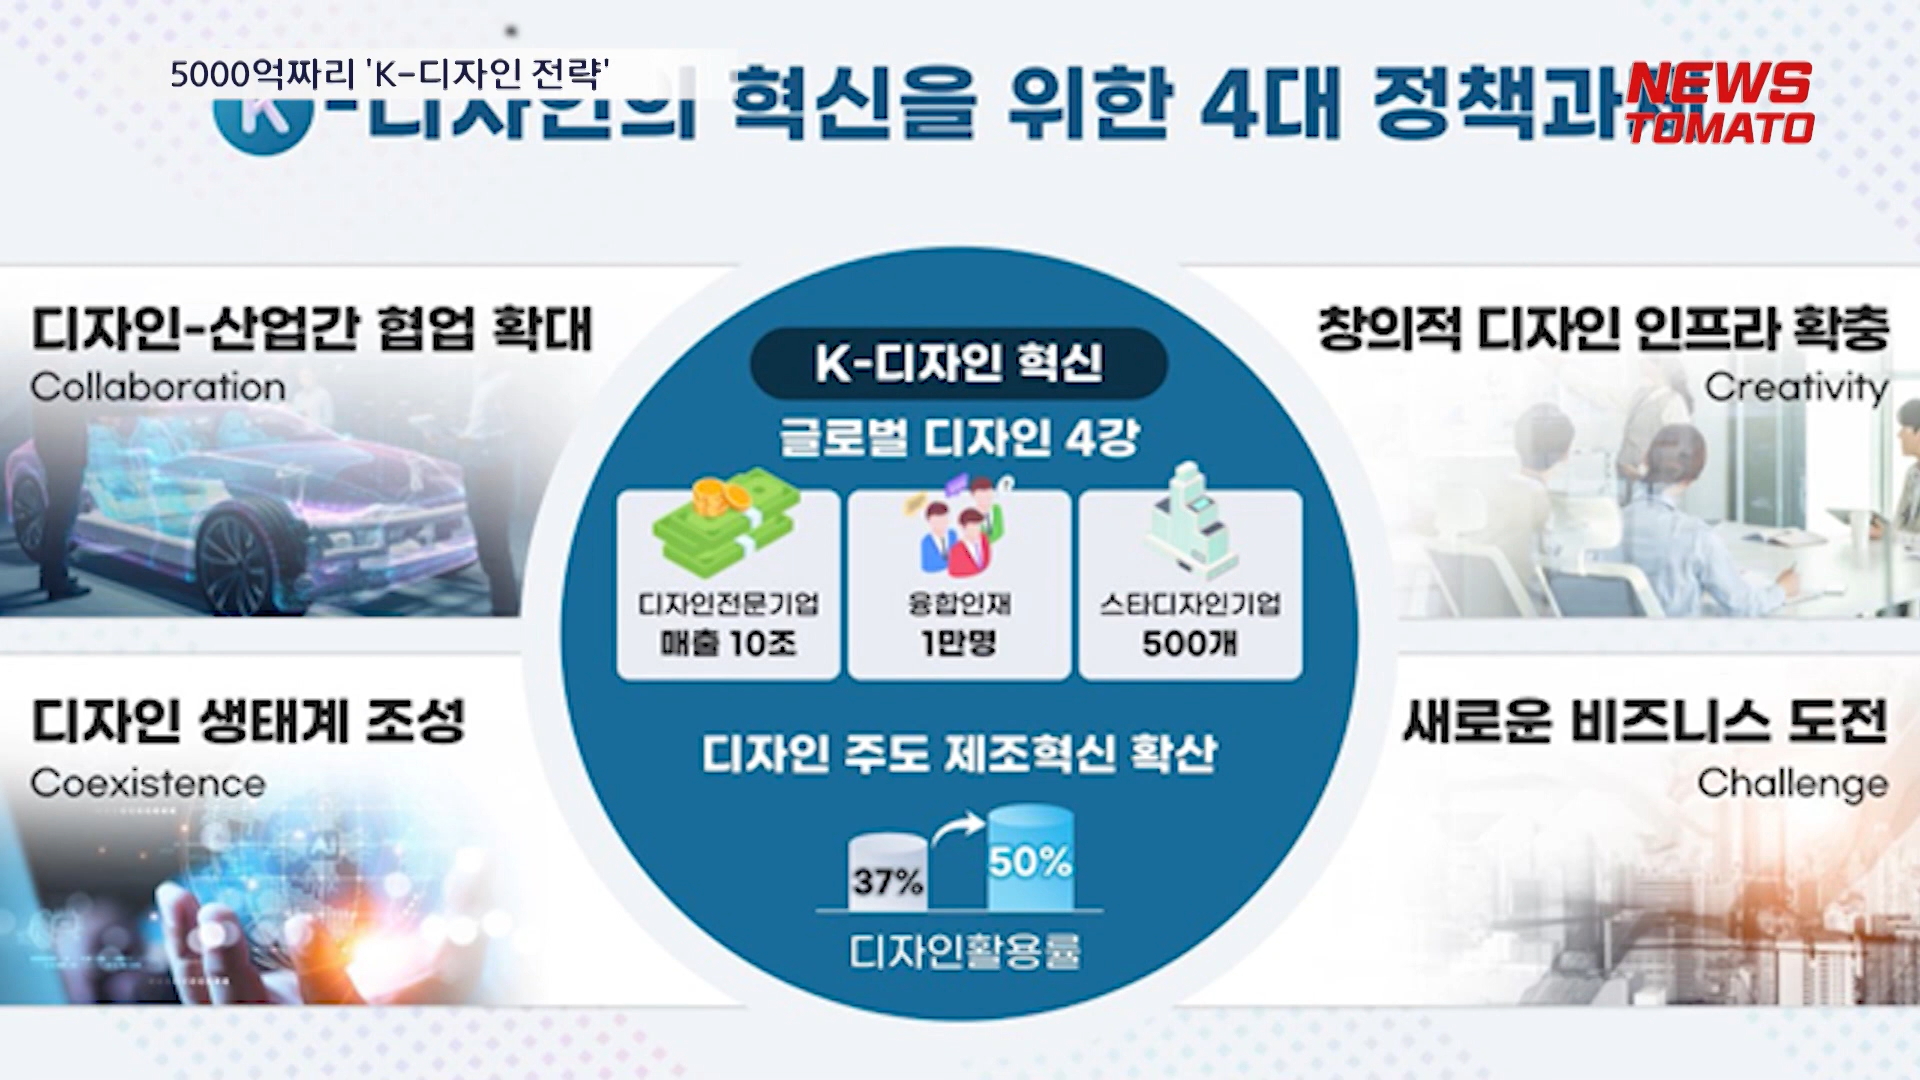 5000억짜리 'K-디자인 전략'
NEWS
TOMATO
K-디자인의 혁신을 위한 4대 정책과제
디자인-산업간 협업 확대
Collaboration
창의적 디자인 인프라 확충
Creativity
K-디자인 혁신
글로벌 디자인 4강
디자인전문기업
매출 10조
융합인재
1만명
스타디자인기업
500개
디자인 생태계 조성
Coexistence
새로운 비즈니스 도전
Challenge
디자인 주도 제조혁신 확산
37%
50%
디자인활용률